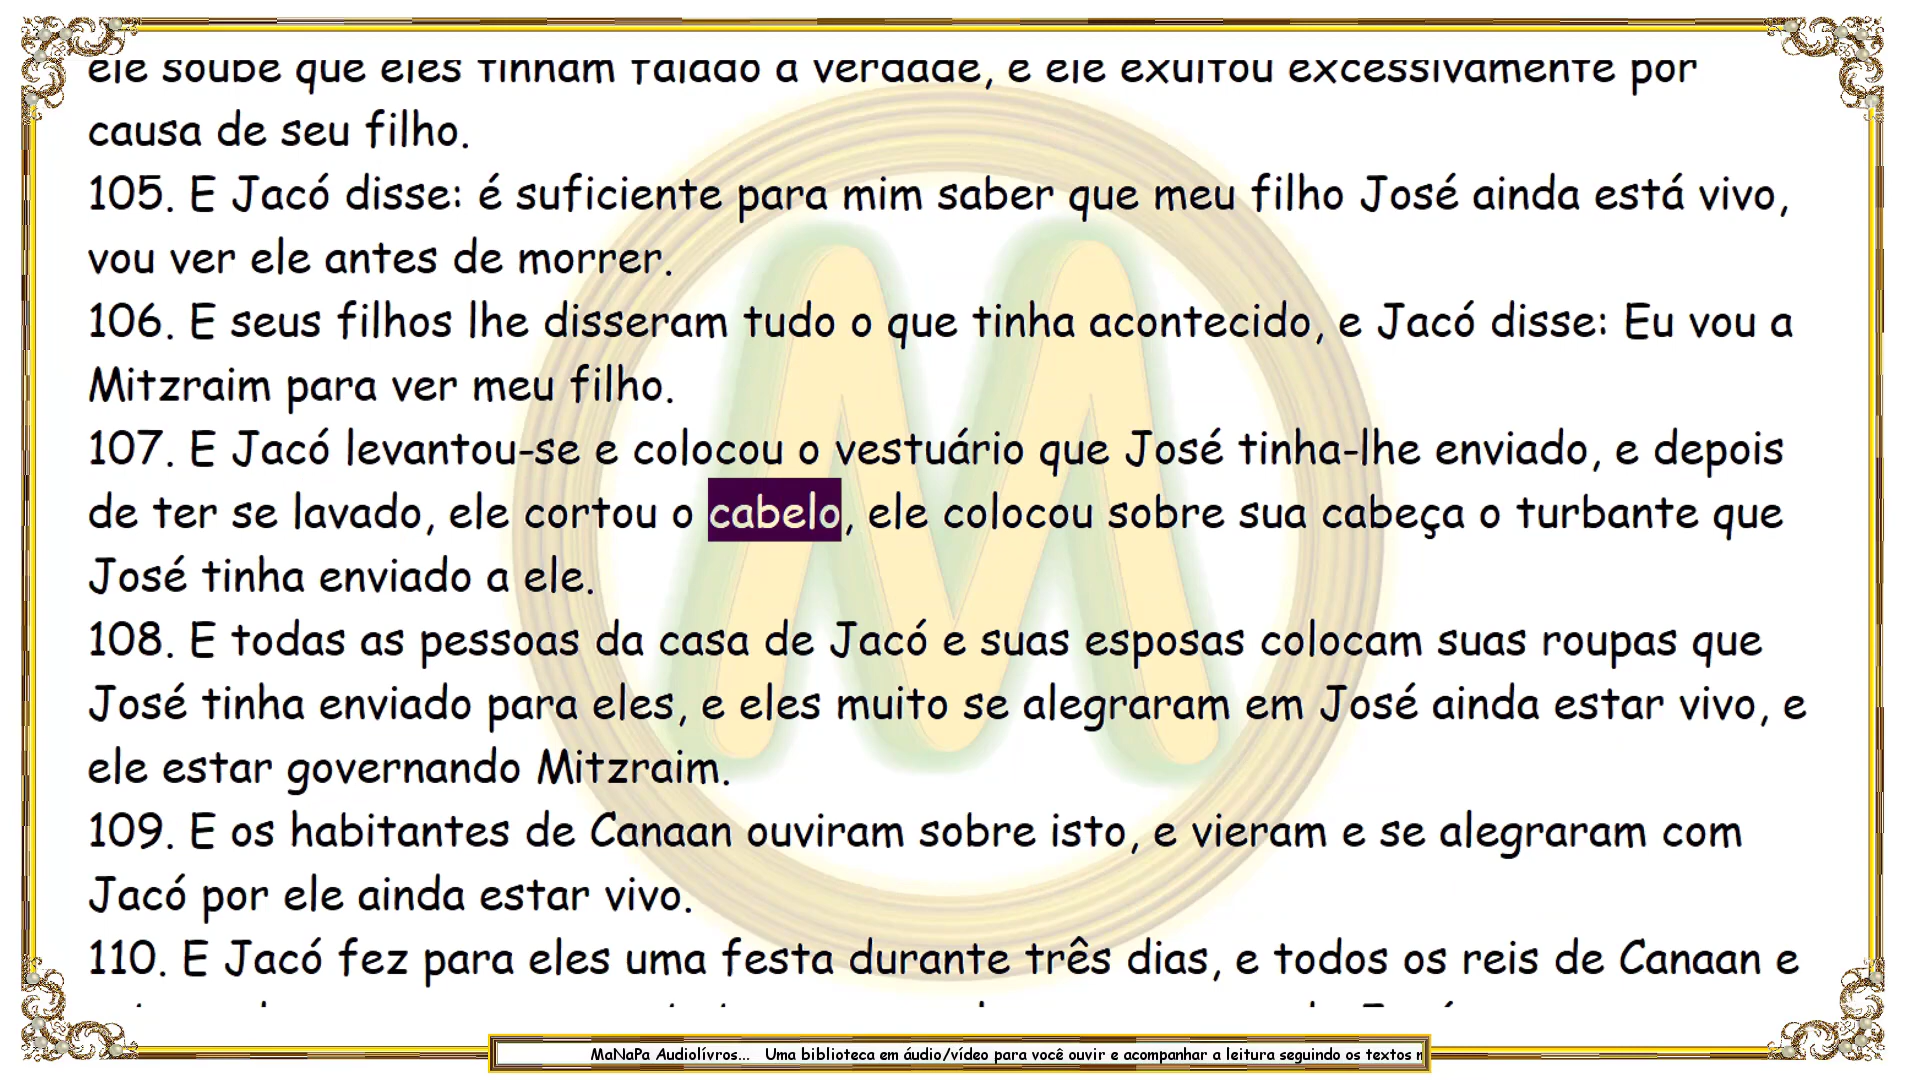 ele soube que eles tinham falado a verdade, e ele exultou excessivamente por
causa de seu filho.
105. E Jacó disse: é suficiente para mim saber que meu filho José ainda está vivo,
vou ver ele antes de morrer.
106. E seus filhos lhe disseram tudo o que tinha acontecido, e Jacó disse: Eu vou a
Mitzraim para ver meu filho.
107. E Jacó levantou-se e colocou o vestuário que José tinha-lhe enviado, e depois
de ter se lavado, ele cortou o cabelo, ele colocou sobre sua cabeça o turbante que
José tinha enviado a ele.
108. E todas as pessoas da casa de Jacó e suas esposas colocam suas roupas que
José tinha enviado para eles, e eles muito se alegraram em José ainda estar vivo, e
ele estar governando Mitzraim.
109. E os habitantes de Canaan ouviram sobre isto, e vieram e se alegraram com
Jacó por ele ainda estar vivo.
110. E Jacó fez para eles uma festa durante três dias, e todos os reis de Canaan e
MaNaPa Audiolívros... Uma biblioteca em áudio/vídeo para você ouvir e acompanhar a leitura seguindo os textos